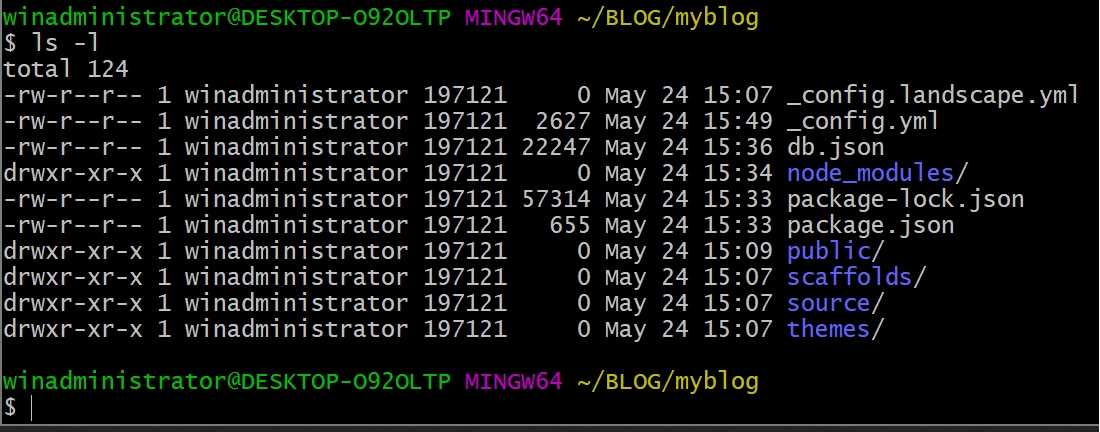 winadministrator@DESKTOP-O92OLTP MINGW64 ~/BLOG/myblog
$ ls -l
total 124
-rw-r--r-- 1 winadministrator 197121     0 May 24 15:07 _config.landscape.yml
-rw-r--r-- 1 winadministrator 197121  2627 May 24 15:49 _config.yml
-rw-r--r-- 1 winadministrator 197121 22247 May 24 15:36 db.json
drwxr-xr-x 1 winadministrator 197121     0 May 24 15:34 node_modules/
-rw-r--r-- 1 winadministrator 197121 57314 May 24 15:33 package-lock.json
-rw-r--r-- 1 winadministrator 197121   655 May 24 15:33 package.json
drwxr-xr-x 1 winadministrator 197121     0 May 24 15:09 public/
drwxr-xr-x 1 winadministrator 197121     0 May 24 15:07 scaffolds/
drwxr-xr-x 1 winadministrator 197121     0 May 24 15:07 source/
drwxr-xr-x 1 winadministrator 197121     0 May 24 15:07 themes/
winadministrator@DESKTOP-O92OLTP MINGW64 ~/BLOG/myblog
$